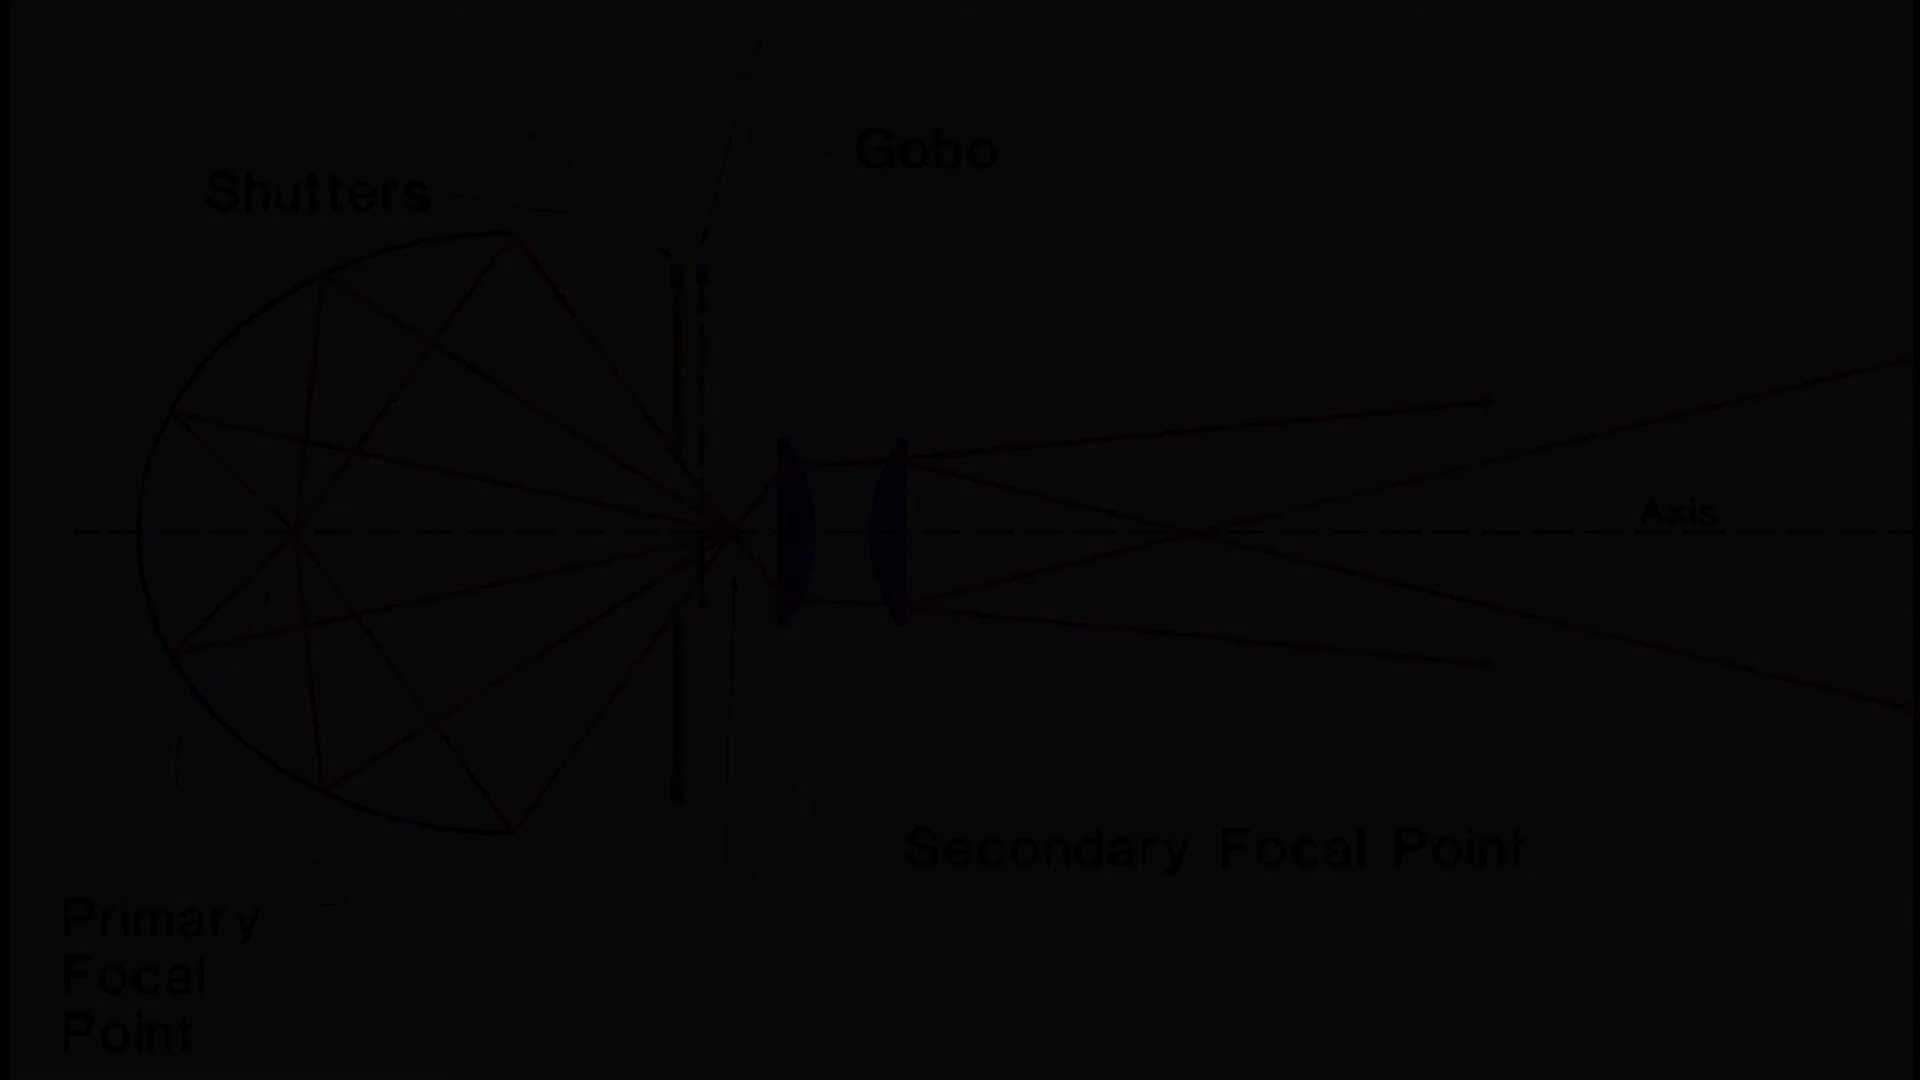 Gobo
Shutters
Axis
Secondary Focal Point
Primary
Focal
Point